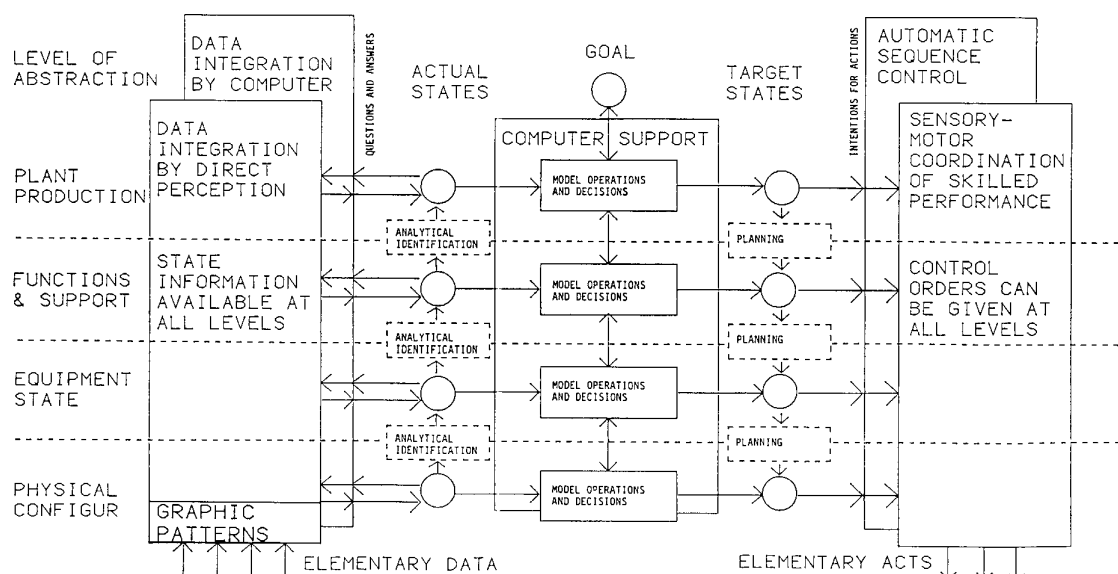 LEVEL OF
ABSTRACTION
DATA
INTEGRATION
BY COMPUTER
QUESTIONS AND ANSWERS
ACTUAL
STATES
GOAL
TARGET
STATES
INTENTIONS FOR ACTIONS
AUTOMATIC
SEQUENCE
CONTROL
DATA
INTEGRATION
BY DIRECT
PERCEPTION
COMPUTER SUPPORT
SENSORY-
MOTOR
COORDINATION
OF SKILLED
PERFORMANCE
PLANT
PRODUCTION
MODEL OPERATIONS
AND DECISIONS
ANALYTICAL
IDENTIFICATION
PLANNING
FUNCTIONS
& SUPPORT
STATE
INFORMATION
AVAILABLE AT
ALL LEVELS
MODEL OPERATIONS
AND DECISIONS
CONTROL
ORDERS CAN
BE GIVEN AT
ALL LEVELS
ANALYTICAL
IDENTIFICATION
PLANNING
EQUIPMENT
STATE
MODEL OPERATIONS
AND DECISIONS
ANALYTICAL
IDENTIFICATION
PLANNING
PHYSICAL
CONFIGUR
MODEL OPERATIONS
AND DECISIONS
GRAPHIC
PATTERNS
ELEMENTARY DATA
ELEMENTARY ACTS